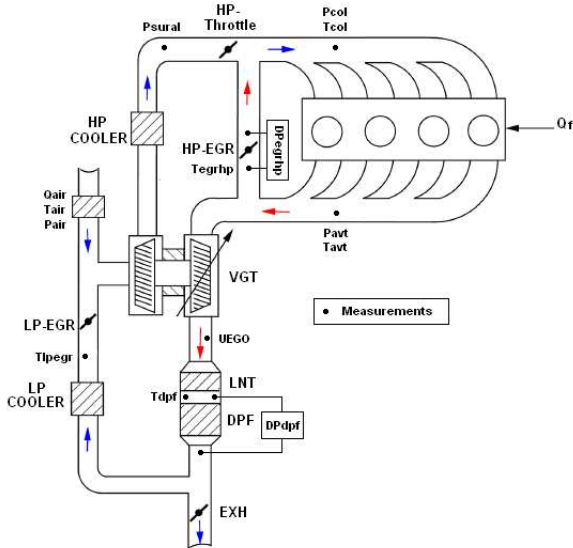 HP-
Throttle
Psural
Pcol
Tcol
HP
COOLER
HP-EGR
Tegrhp
DPegrhp
Qf
Qair
Tair
Pair
Pavt
Tavt
VGT
Measurements
LP-EGR
UEGO
Tlpegr
LP
COOLER
Tdpf
LNT
DPF
DPdpf
EXH